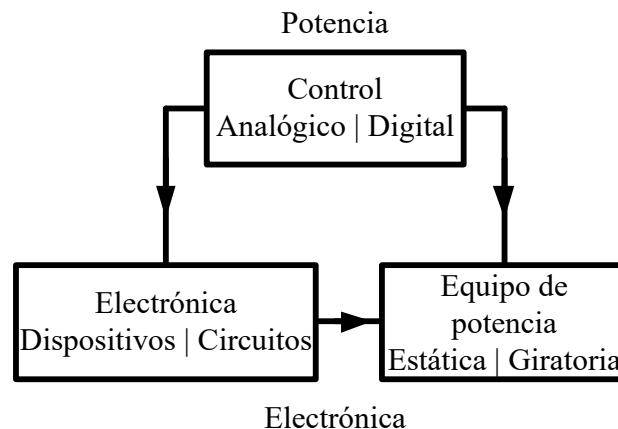 Potencia
Control
Analógico | Digital
Electrónica
Dispositivos | Circuitos
Equipo de
potencia
Estática | Giratoria
Electrónica